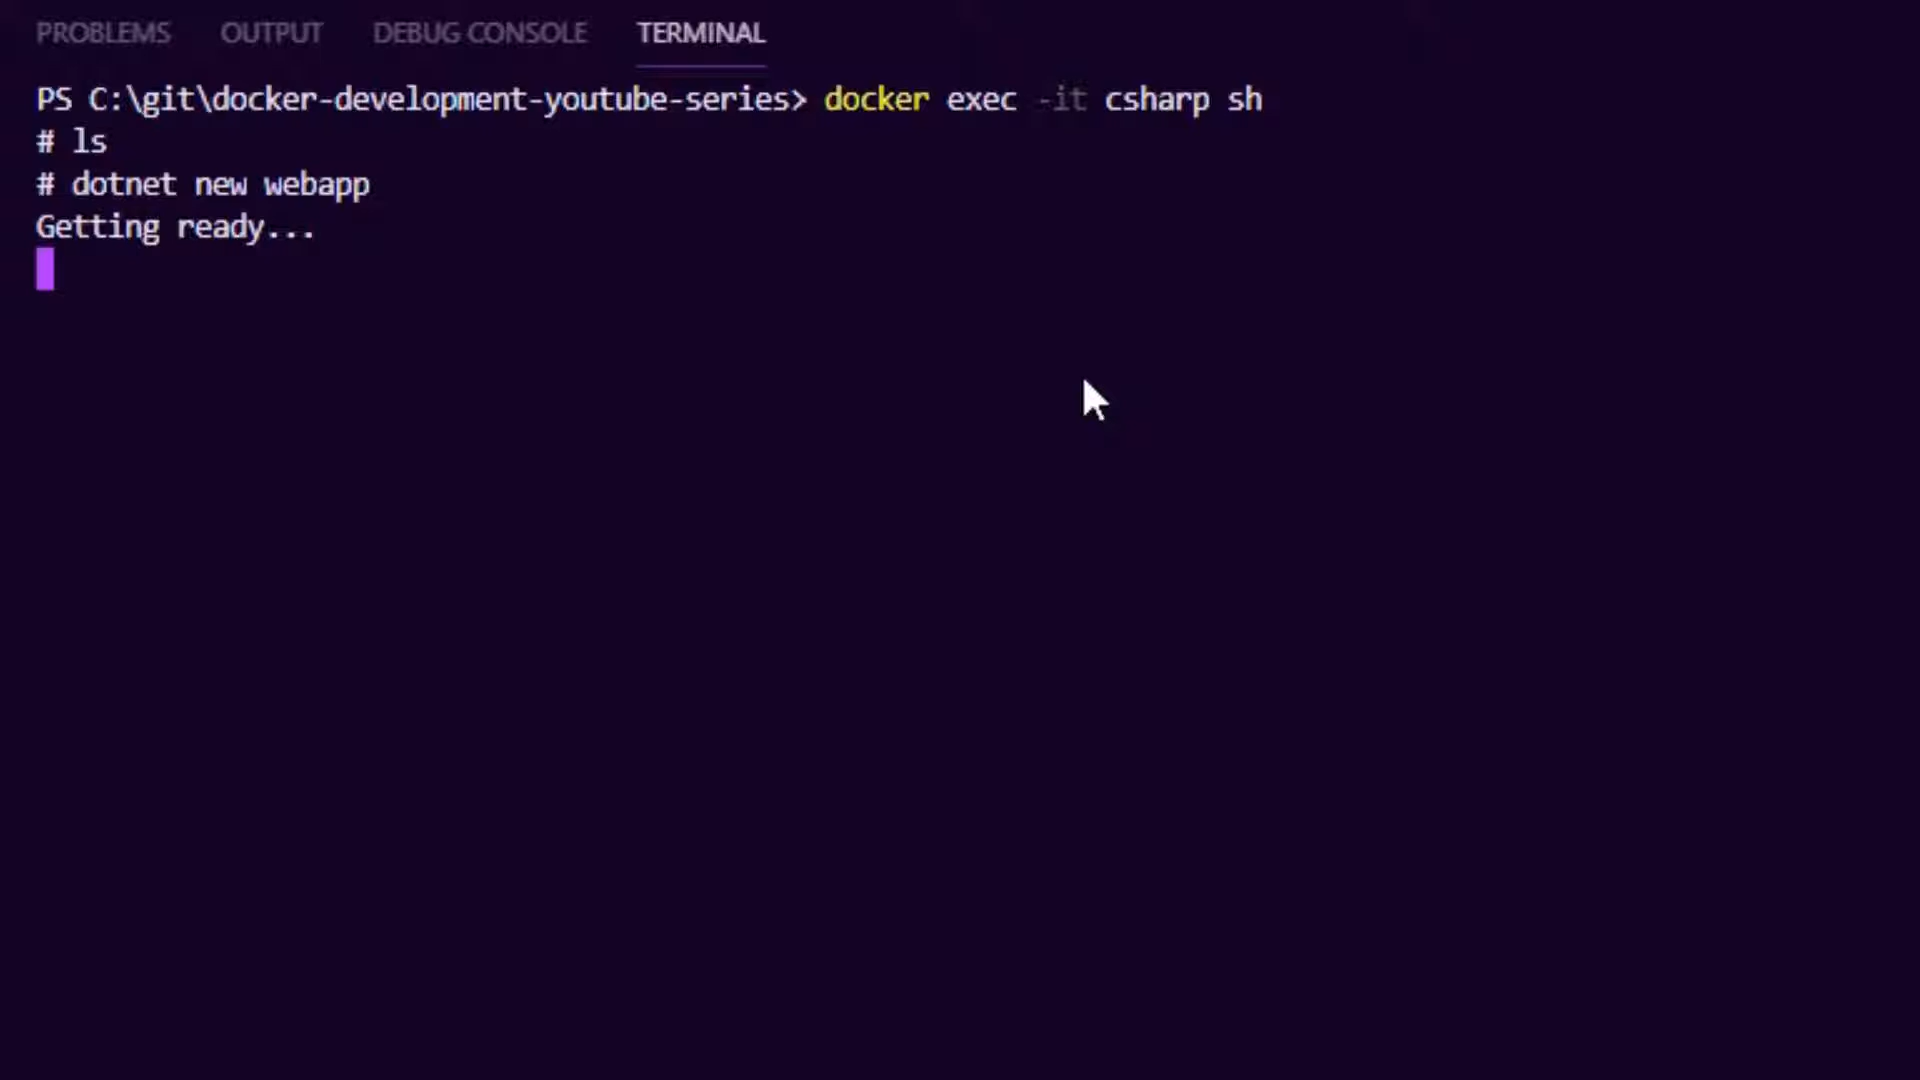 PROBLEMS OUTPUT DEBUG CONSOLE TERMINAL
PS C:\git\docker-development-youtube-series> docker exec -it csharp sh
# ls
# dotnet new webapp
Getting ready...